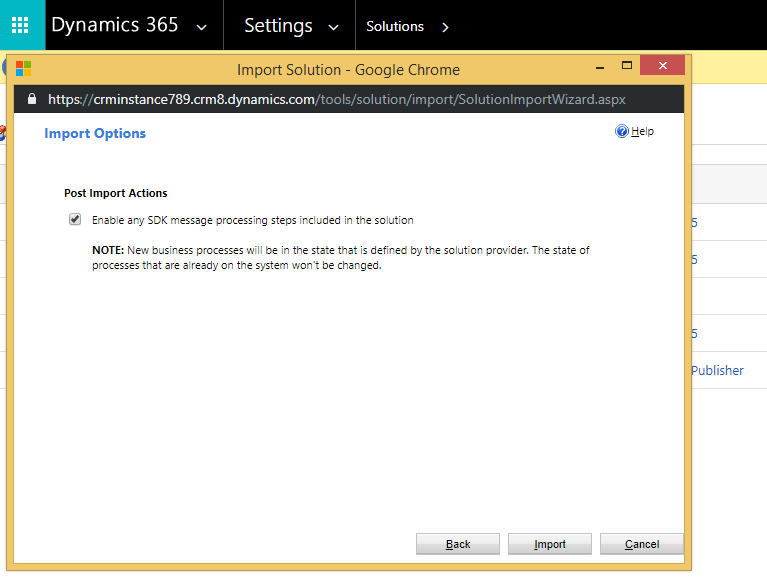 Dynamics 365 Settings Solutions
Import Solution - Google Chrome
https://crminstance789.crm8.dynamics.com/tools/solution/import/SolutionImportWizard.aspx
Import Options
Help
Post Import Actions
Enable any SDK message processing steps included in the solution
NOTE: New business processes will be in the state that is defined by the solution provider. The state of
processes that are already on the system won't be changed.
5
5
5
Publisher
Back Import Cancel